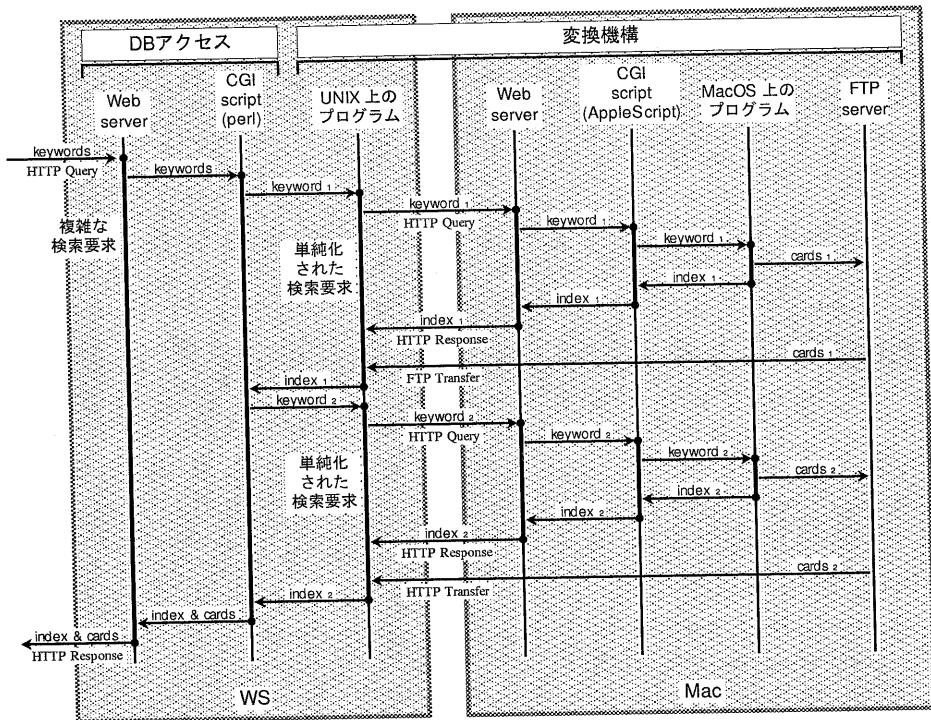 DBアクセス
変換機構
Web
server
CGI
script
(perl)
UNIX 上の
プログラム
Web
server
CGI
script
(AppleScript)
MacOS 上の
プログラム
FTP
server
keywords
HTTP Query
keywords
keyword 1
keyword 1
HTTP Query
keyword 1
keyword 1
cards 1
複雑な
検索要求
単純化
された
検索要求
index 1
index 1
index 1
HTTP Response
cards 1
FTP Transfer
index 1
keyword 2
keyword 2
HTTP Query
keyword 2
keyword 2
cards 2
単純化
された
検索要求
index 2
index 2
index 2
HTTP Response
cards 2
HTTP Transfer
index 2
index & cards
index & cards
HTTP Response
WS
Mac